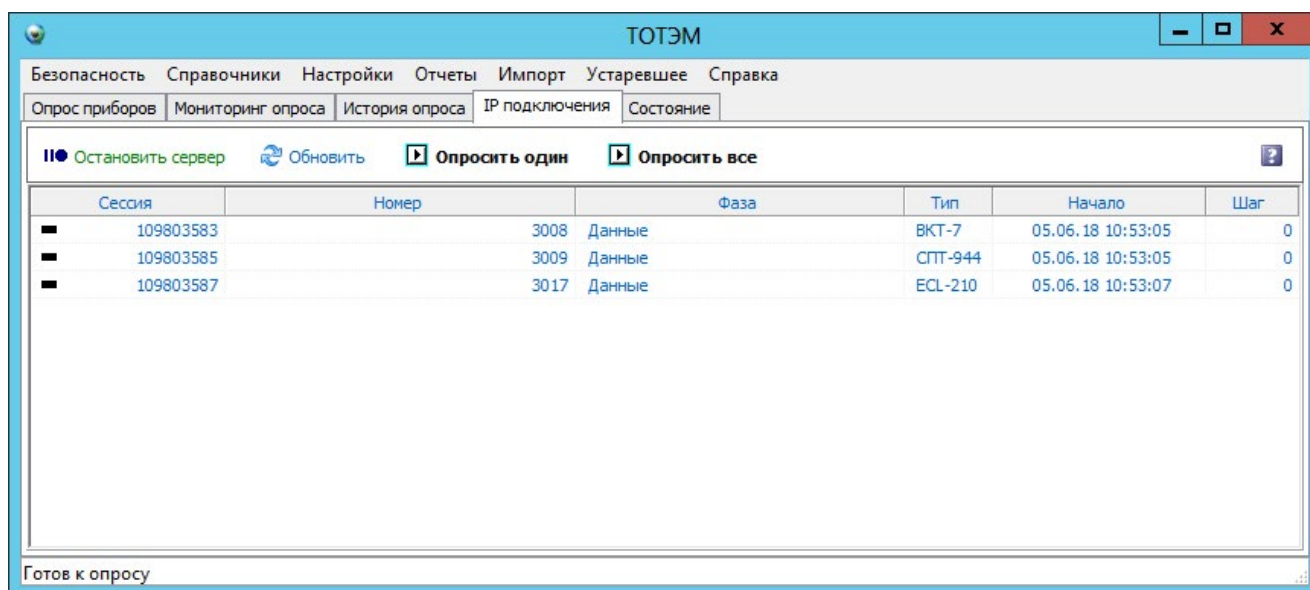 ТОТЭМ
Безопасность Справочники Настройки Отчеты Импорт Устаревшее Справка
Опрос приборов Мониторинг опроса История опроса IP подключения Состояние
Остановить сервер Обновить Опросить один Опросить все ?
Сессия Номер Фаза Тип Начало Шаг
109803583 3008 Данные ВКТ-7 05.06.18 10:53:05 0
109803585 3009 Данные СПТ-944 05.06.18 10:53:05 0
109803587 3017 Данные ECL-210 05.06.18 10:53:07 0
Готов к опросу